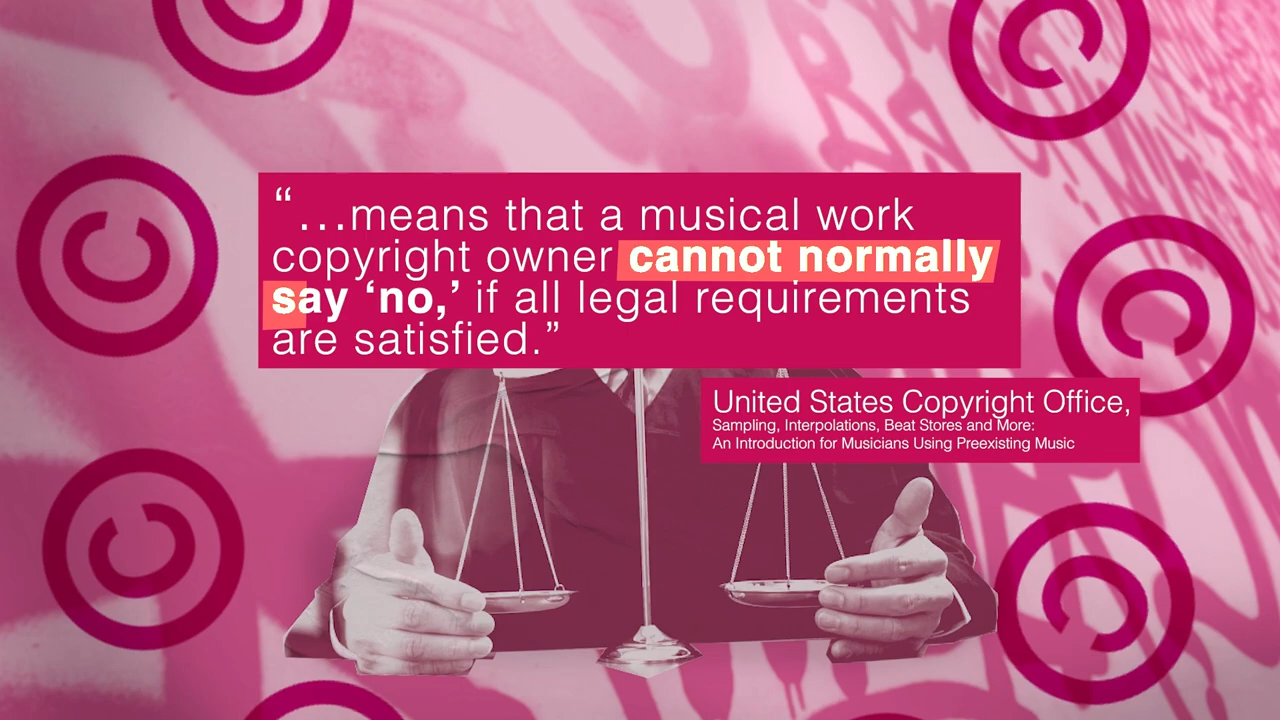 “…means that a musical work
copyright owner cannot normally
say ‘no,’ if all legal requirements
are satisfied.”
United States Copyright Office,
Sampling, Interpolations, Beat Stores and More:
An Introduction for Musicians Using Preexisting Music